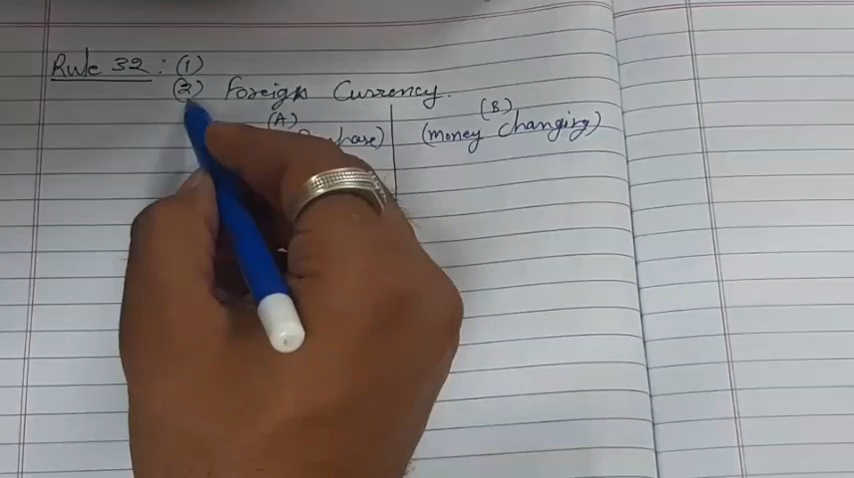 Rule 32 : (1)
(2) Foreign Currency.
(A) (B)
(money changing)